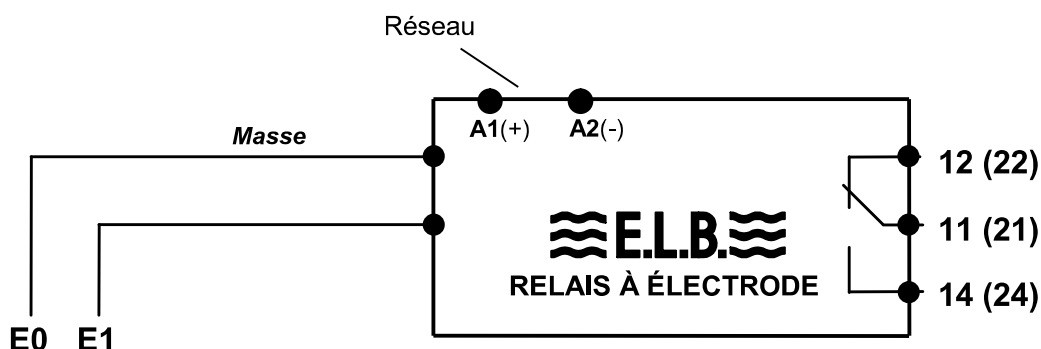 Réseau
A1(+) A2(-)
Masse
12 (22)
11 (21)
E.L.B.
RELAIS À ÉLECTRODE
14 (24)
E0 E1